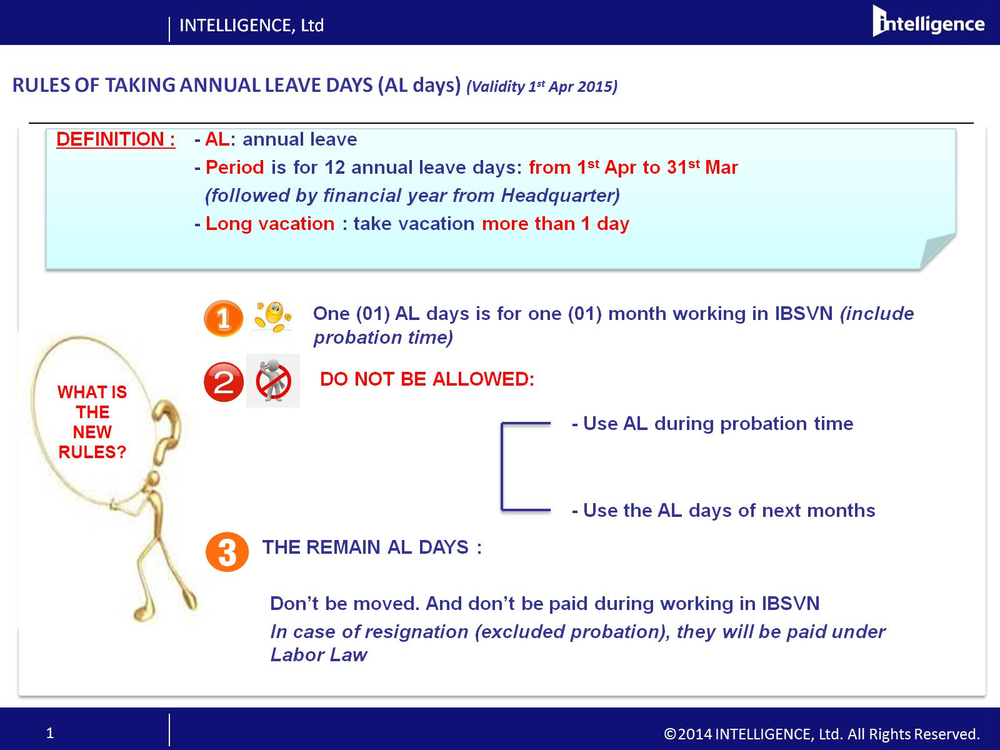 INTELLIGENCE, Ltd
intelligence
RULES OF TAKING ANNUAL LEAVE DAYS (AL days) (Validity 1st Apr 2015)
DEFINITION : - AL: annual leave
- Period is for 12 annual leave days: from 1st Apr to 31st Mar
(followed by financial year from Headquarter)
- Long vacation : take vacation more than 1 day
1 One (01) AL days is for one (01) month working in IBSVN (include
probation time)
2 DO NOT BE ALLOWED:
WHAT IS
THE
NEW
RULES?
- Use AL during probation time
- Use the AL days of next months
3 THE REMAIN AL DAYS :
Don’t be moved. And don’t be paid during working in IBSVN
In case of resignation (excluded probation), they will be paid under
Labor Law
1
©2014 INTELLIGENCE, Ltd. All Rights Reserved.